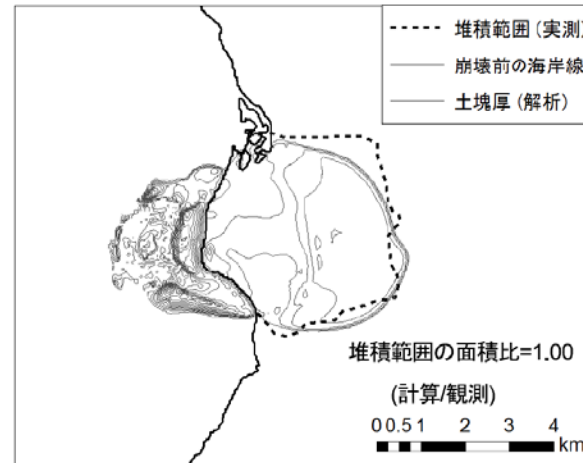 堆積範囲 (実測)
崩壊前の海岸線
土塊厚 (解析)
堆積範囲の面積比=1.00
(計算/観測)
0 0.5 1 2 3 4
km